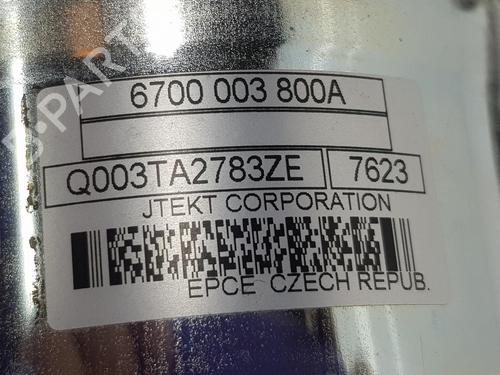 6700 003 800A
Q003TA2783ZE 7623
JTEKT CORPORATION
EPCE CZECH REPUB.
B-PARTS